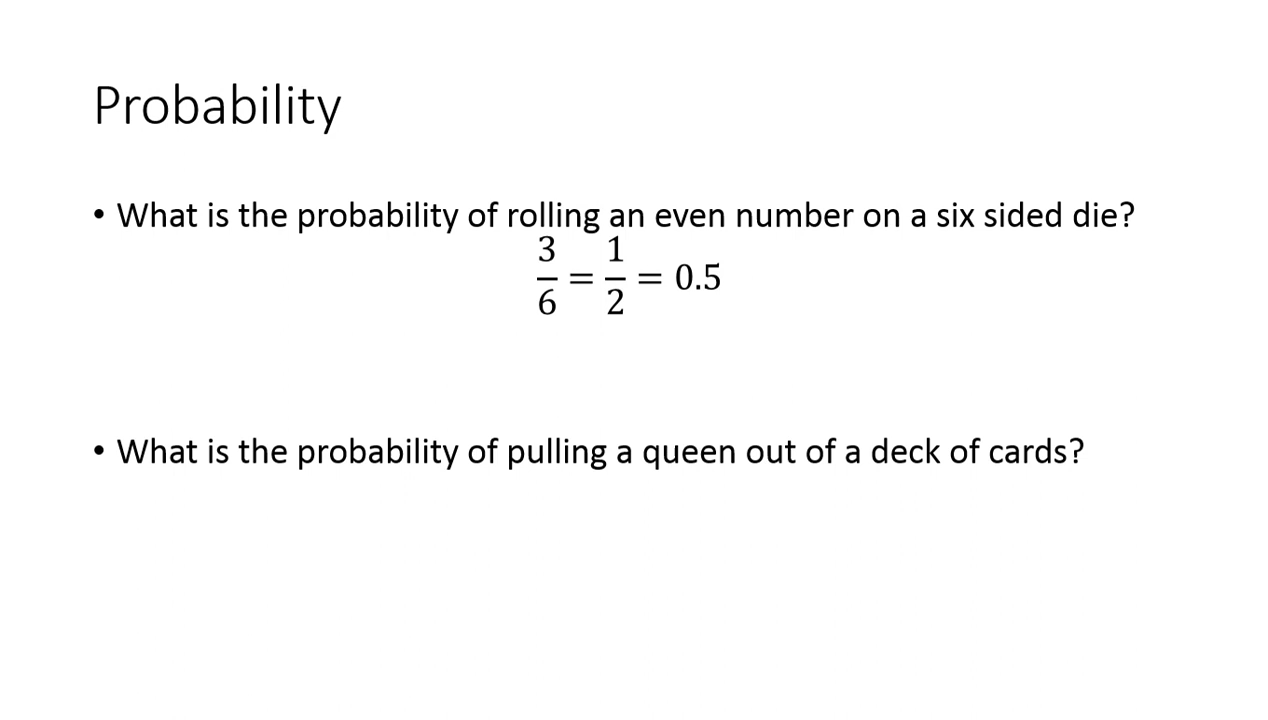 Probability
• What is the probability of rolling an even number on a six sided die?
3/6 = 1/2 = 0.5
• What is the probability of pulling a queen out of a deck of cards?